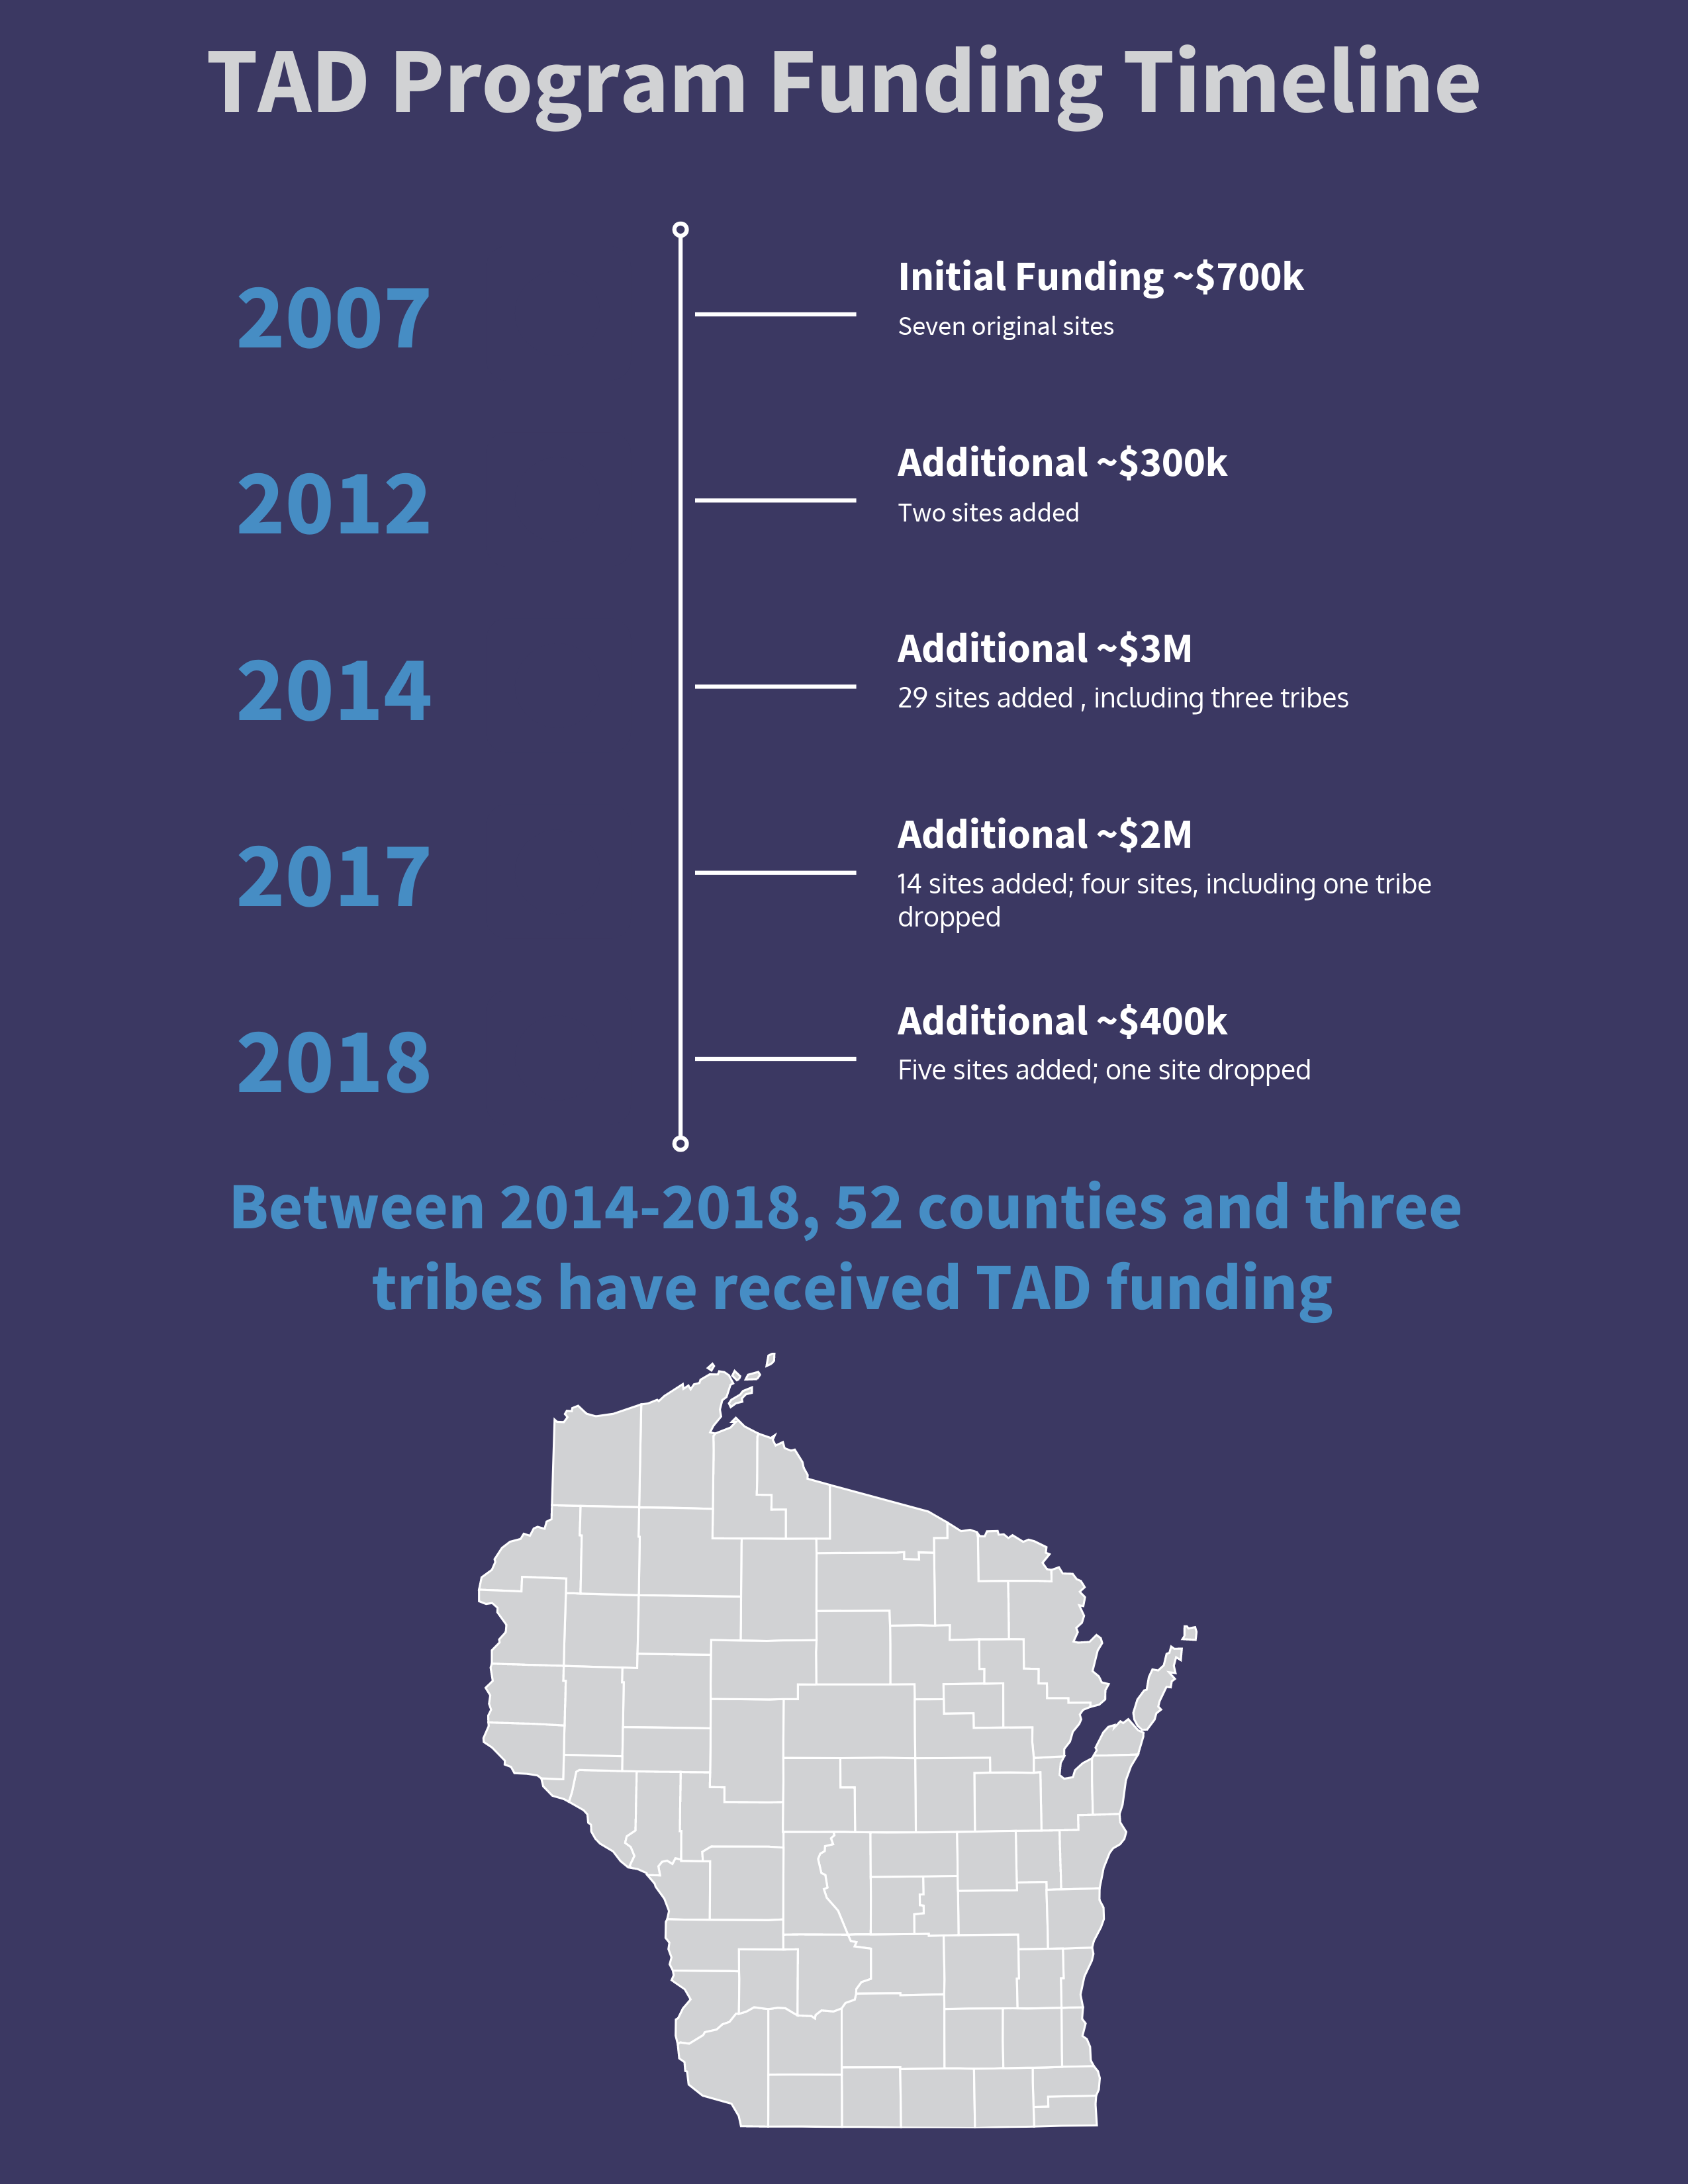 TAD Program Funding Timeline
2007
Initial Funding ~$700k
Seven original sites
2012
Additional ~$300k
Two sites added
2014
Additional ~$3M
29 sites added , including three tribes
2017
Additional ~$2M
14 sites added; four sites, including one tribe
dropped
2018
Additional ~$400k
Five sites added; one site dropped
Between 2014-2018, 52 counties and three
tribes have received TAD funding